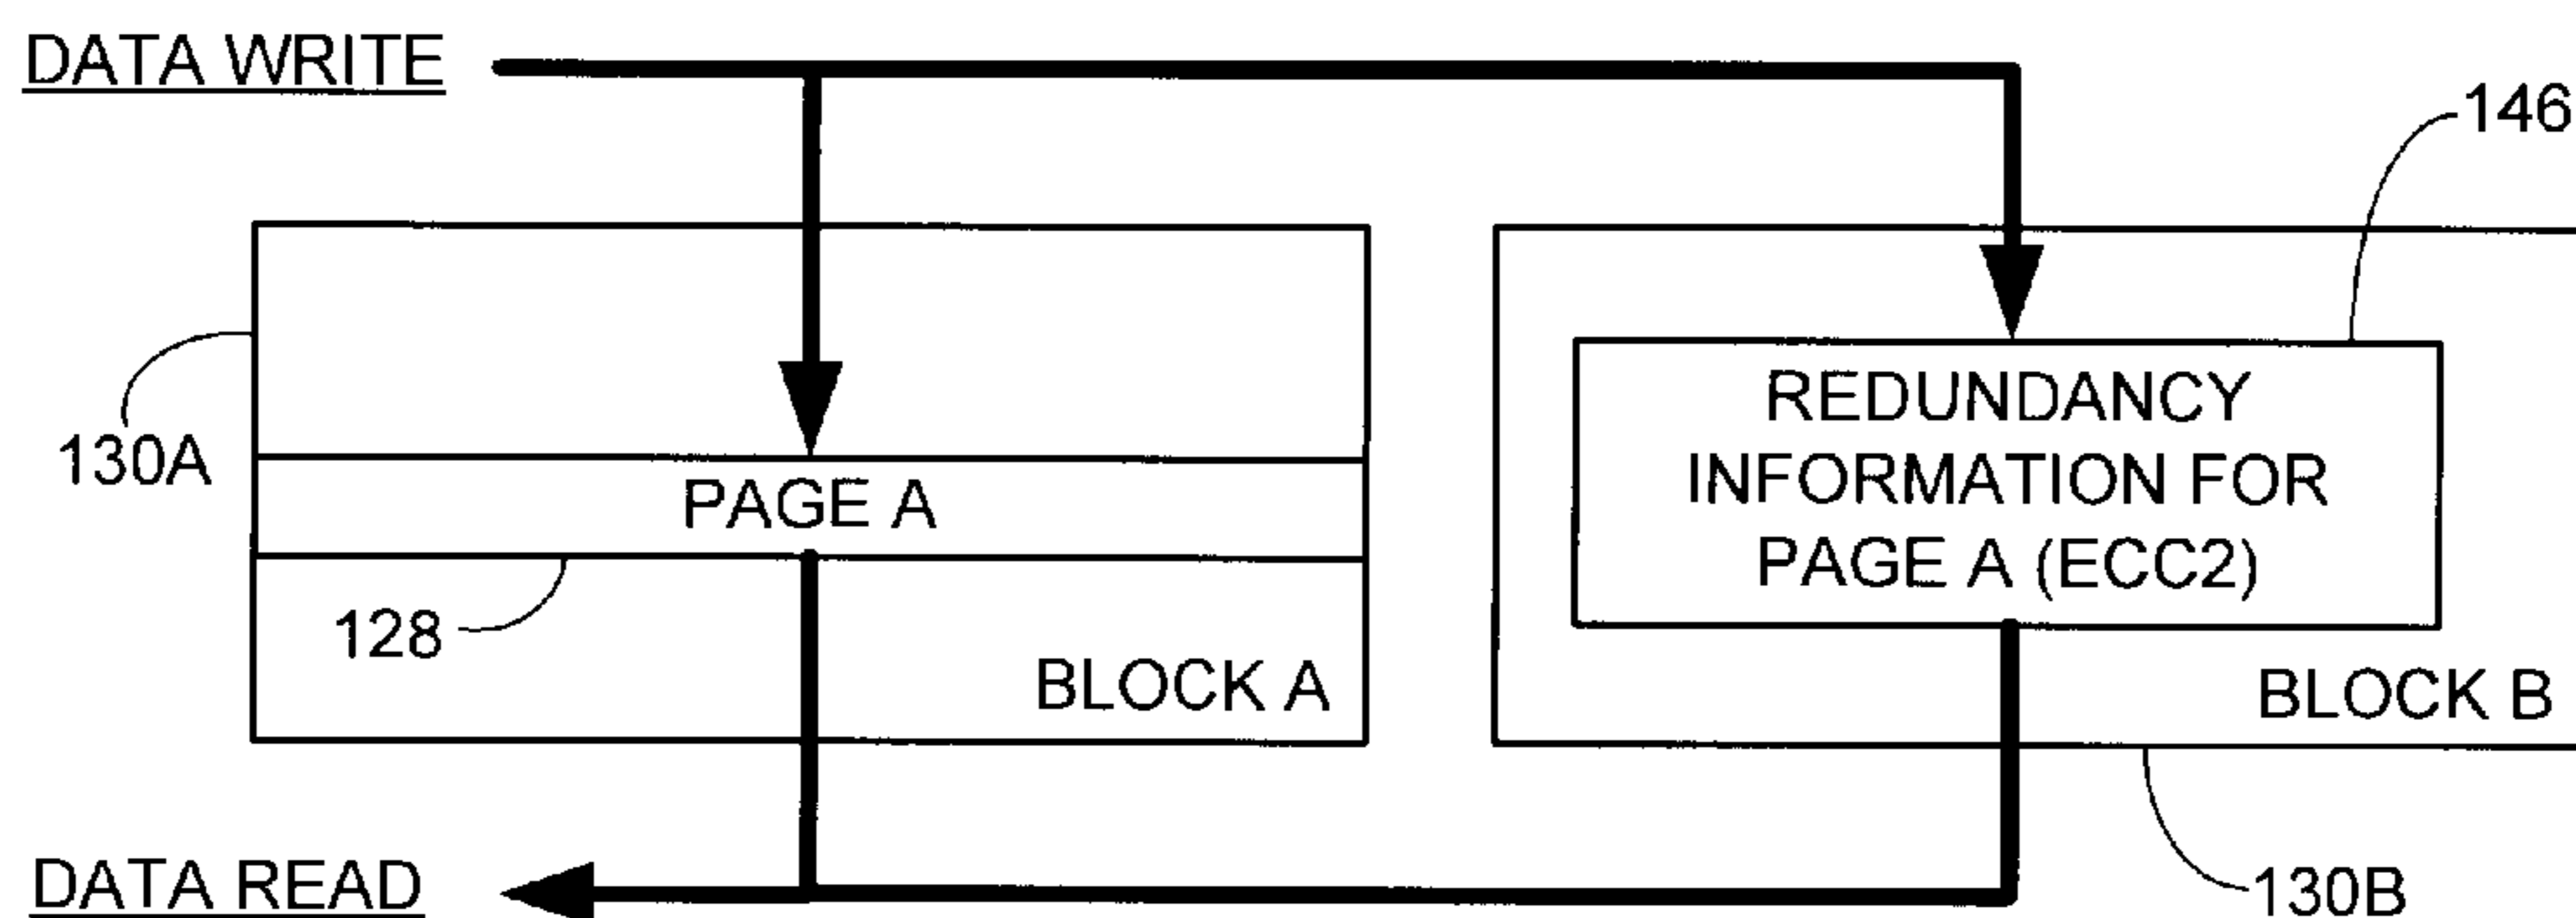 DATA WRITE
146
130A
PAGE A
REDUNDANCY
INFORMATION FOR
PAGE A (ECC2)
128
BLOCK A
BLOCK B
DATA READ
130B